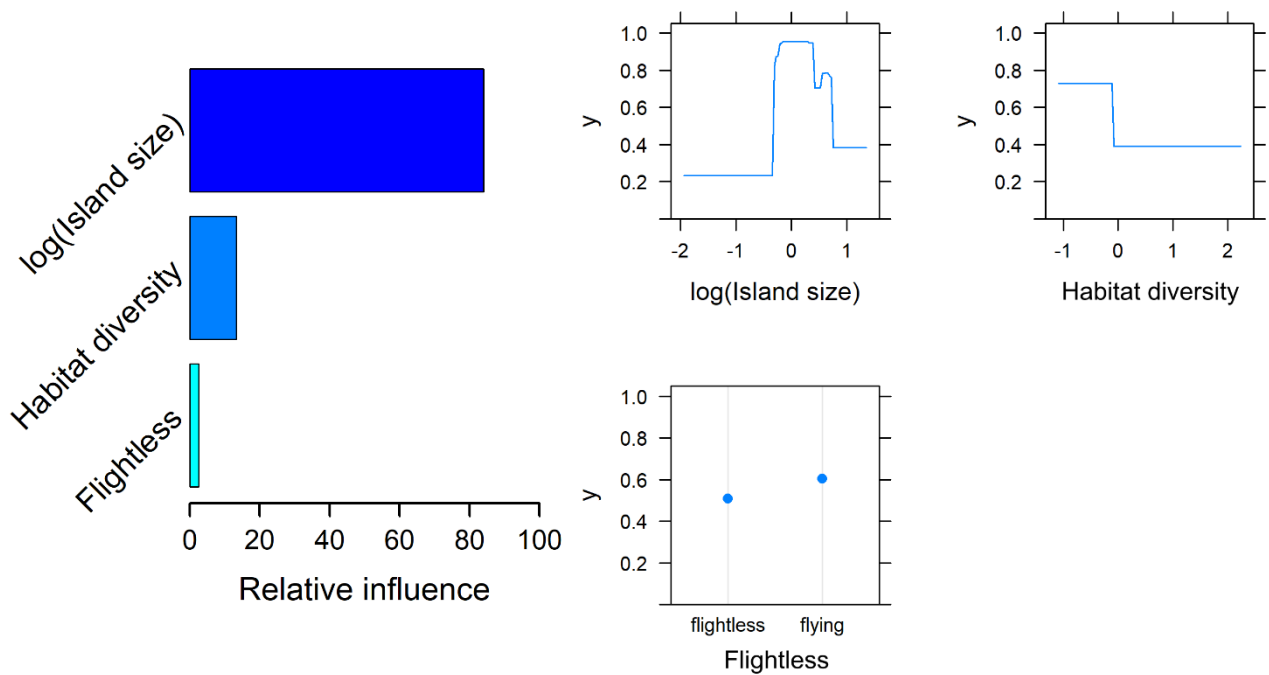 log(Island size)
Habitat diversity
Flightless
0 20 40 60 80 100
Relative influence
1.0
0.8
0.6
0.4
0.2
y
-2 -1 0 1
log(Island size)
1.0
0.8
0.6
0.4
0.2
y
-1 0 1 2
Habitat diversity
1.0
0.8
0.6
0.4
0.2
y
flightless flying
Flightless